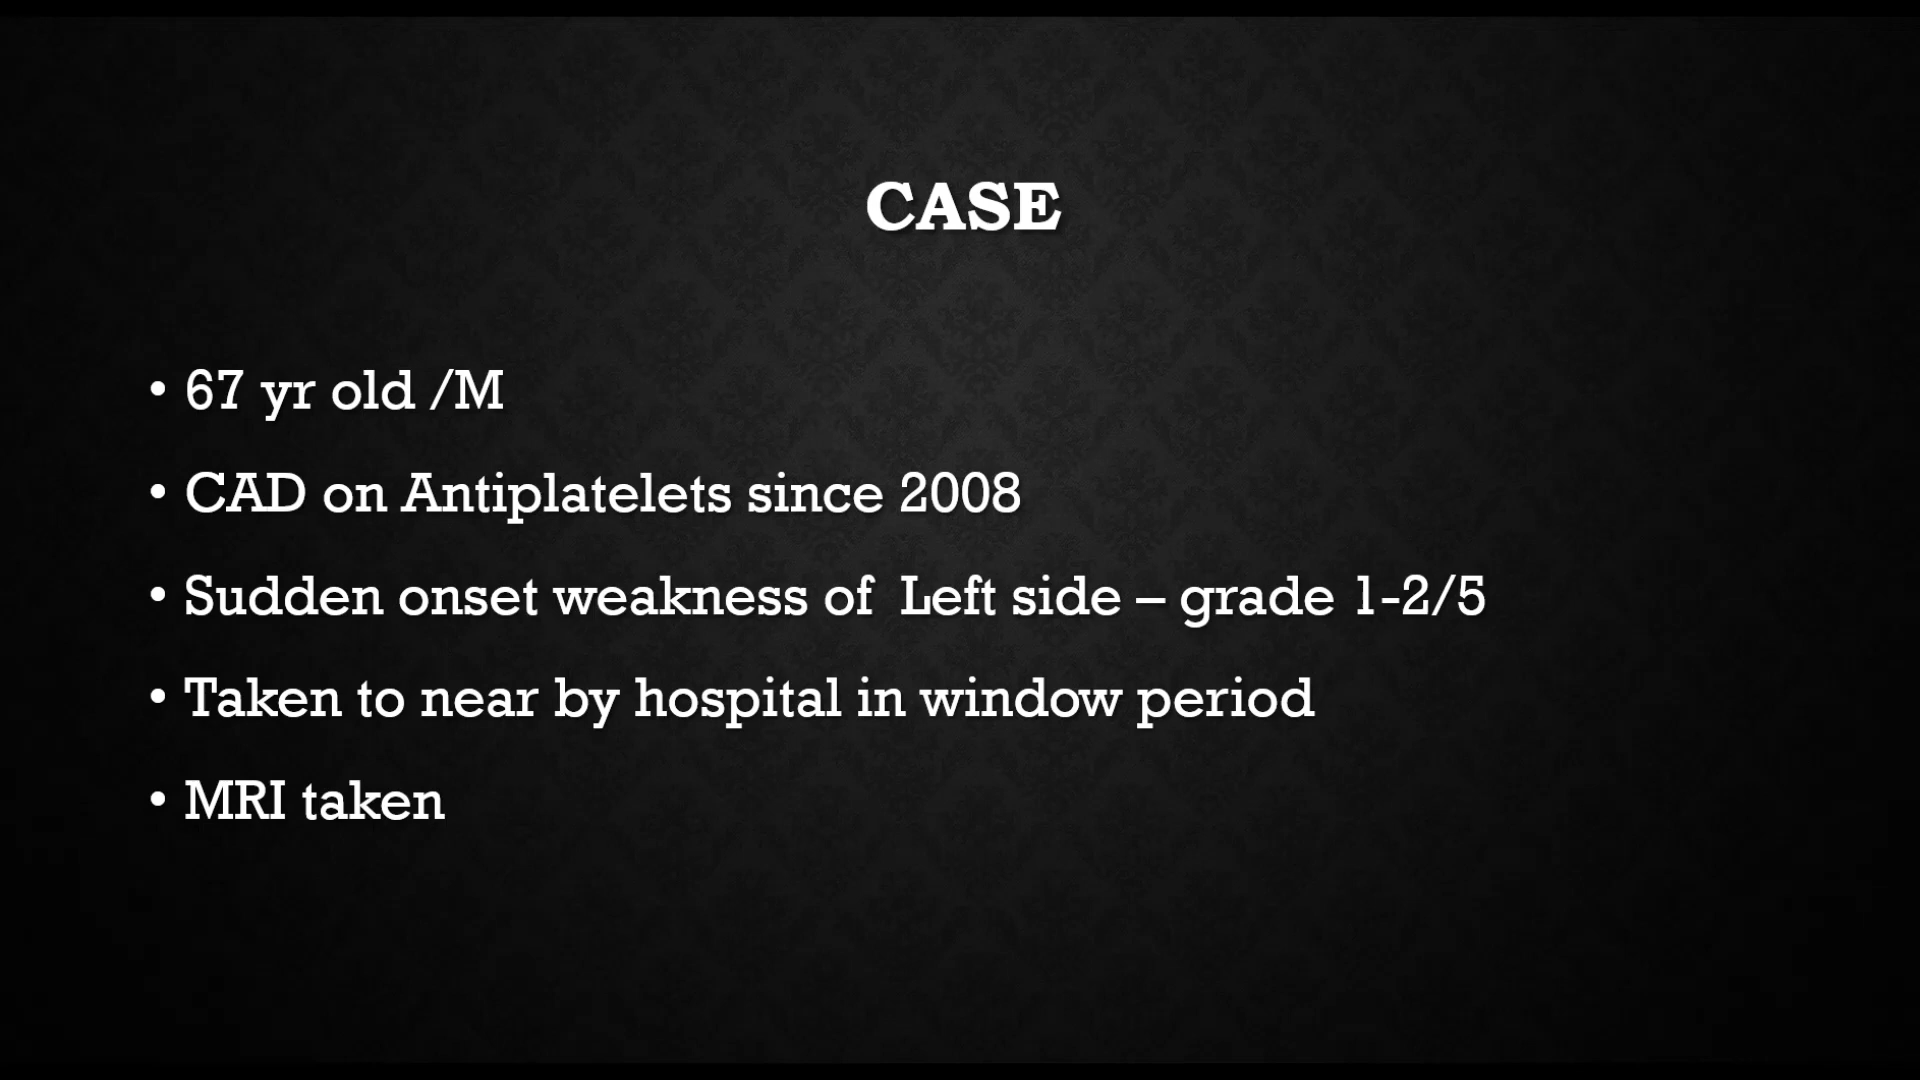 CASE
• 67 yr old /M
• CAD on Antiplatelets since 2008
• Sudden onset weakness of  Left side – grade 1-2/5
• Taken to near by hospital in window period
• MRI taken